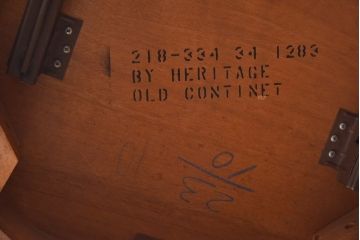 218-334 34 1283
BY HERITAGE
OLD CONTINET